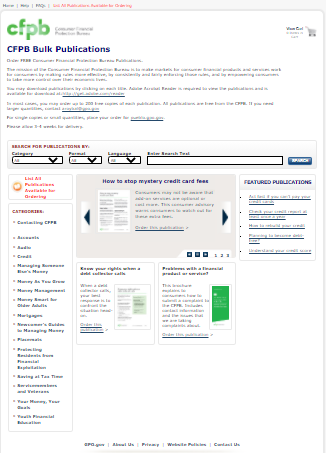 Home | Help | FAQs | List All Publications Available for Ordering
cfpb Consumer Financial
Protection Bureau
View Cart
CFPB Bulk Publications
Order FREE Consumer Financial Protection Bureau Publications.
The mission of the Consumer Financial Protection Bureau is to make markets for consumer financial products and services work
for consumers by making rules more effective, by consistently and fairly enforcing those rules, and by empowering consumers
to take more control over their economic lives.
You may download publications by clicking on each title. Adobe Acrobat Reader is required to view the publications and it is
available for download at: http://get.adobe.com/reader.
In most cases, you may order up to 200 free copies of each publication. All publications are free from the CFPB. If you need
larger quantities, contact
For single copies or small quantities, place your order for pueblo.gpo.gov.
Please allow 3-4 weeks for delivery.
SEARCH FOR PUBLICATIONS BY:
Category Format Language Enter Search Text
All All All SEARCH
List All
Publications
Available for
Ordering
CATEGORIES:
Contacting CFPB
Accounts
Audio
Credit
Managing Someone
Else's Money
Money As You Grow
Money Management
Money Smart for
Older Adults
Mortgages
Newcomer's Guides
to Managing Money
Placemats
Protecting
Residents from
Financial
Exploitation
Saving at Tax Time
Servicemembers
and Veterans
Your Money, Your
Goals
Youth Financial
Education
How to stop mystery credit card fees
Consumers may not be aware that
add-on services are optional or
cost more. This consumer advisory
warns consumers to watch out for
these extra fees.
Order this publication >
1 2 3
Know your rights when a
debt collector calls
When a debt
collector calls,
your best
response is to
confront the
situation head-
on.
Order this
publication >
Problems with a financial
product or service?
This brochure
explains to
consumers how to
submit a complaint to
the CFPB. Includes
contact information
and the issues that
we are taking
complaints about.
Order this
publication >
FEATURED PUBLICATIONS
Act fast if you can't pay your
credit cards
Check your credit report at
least once a year
How to rebuild your credit
Planning to become debt-
free?
Understand your credit score
GPO.gov | About Us | Privacy | Website Policies | Contact Us